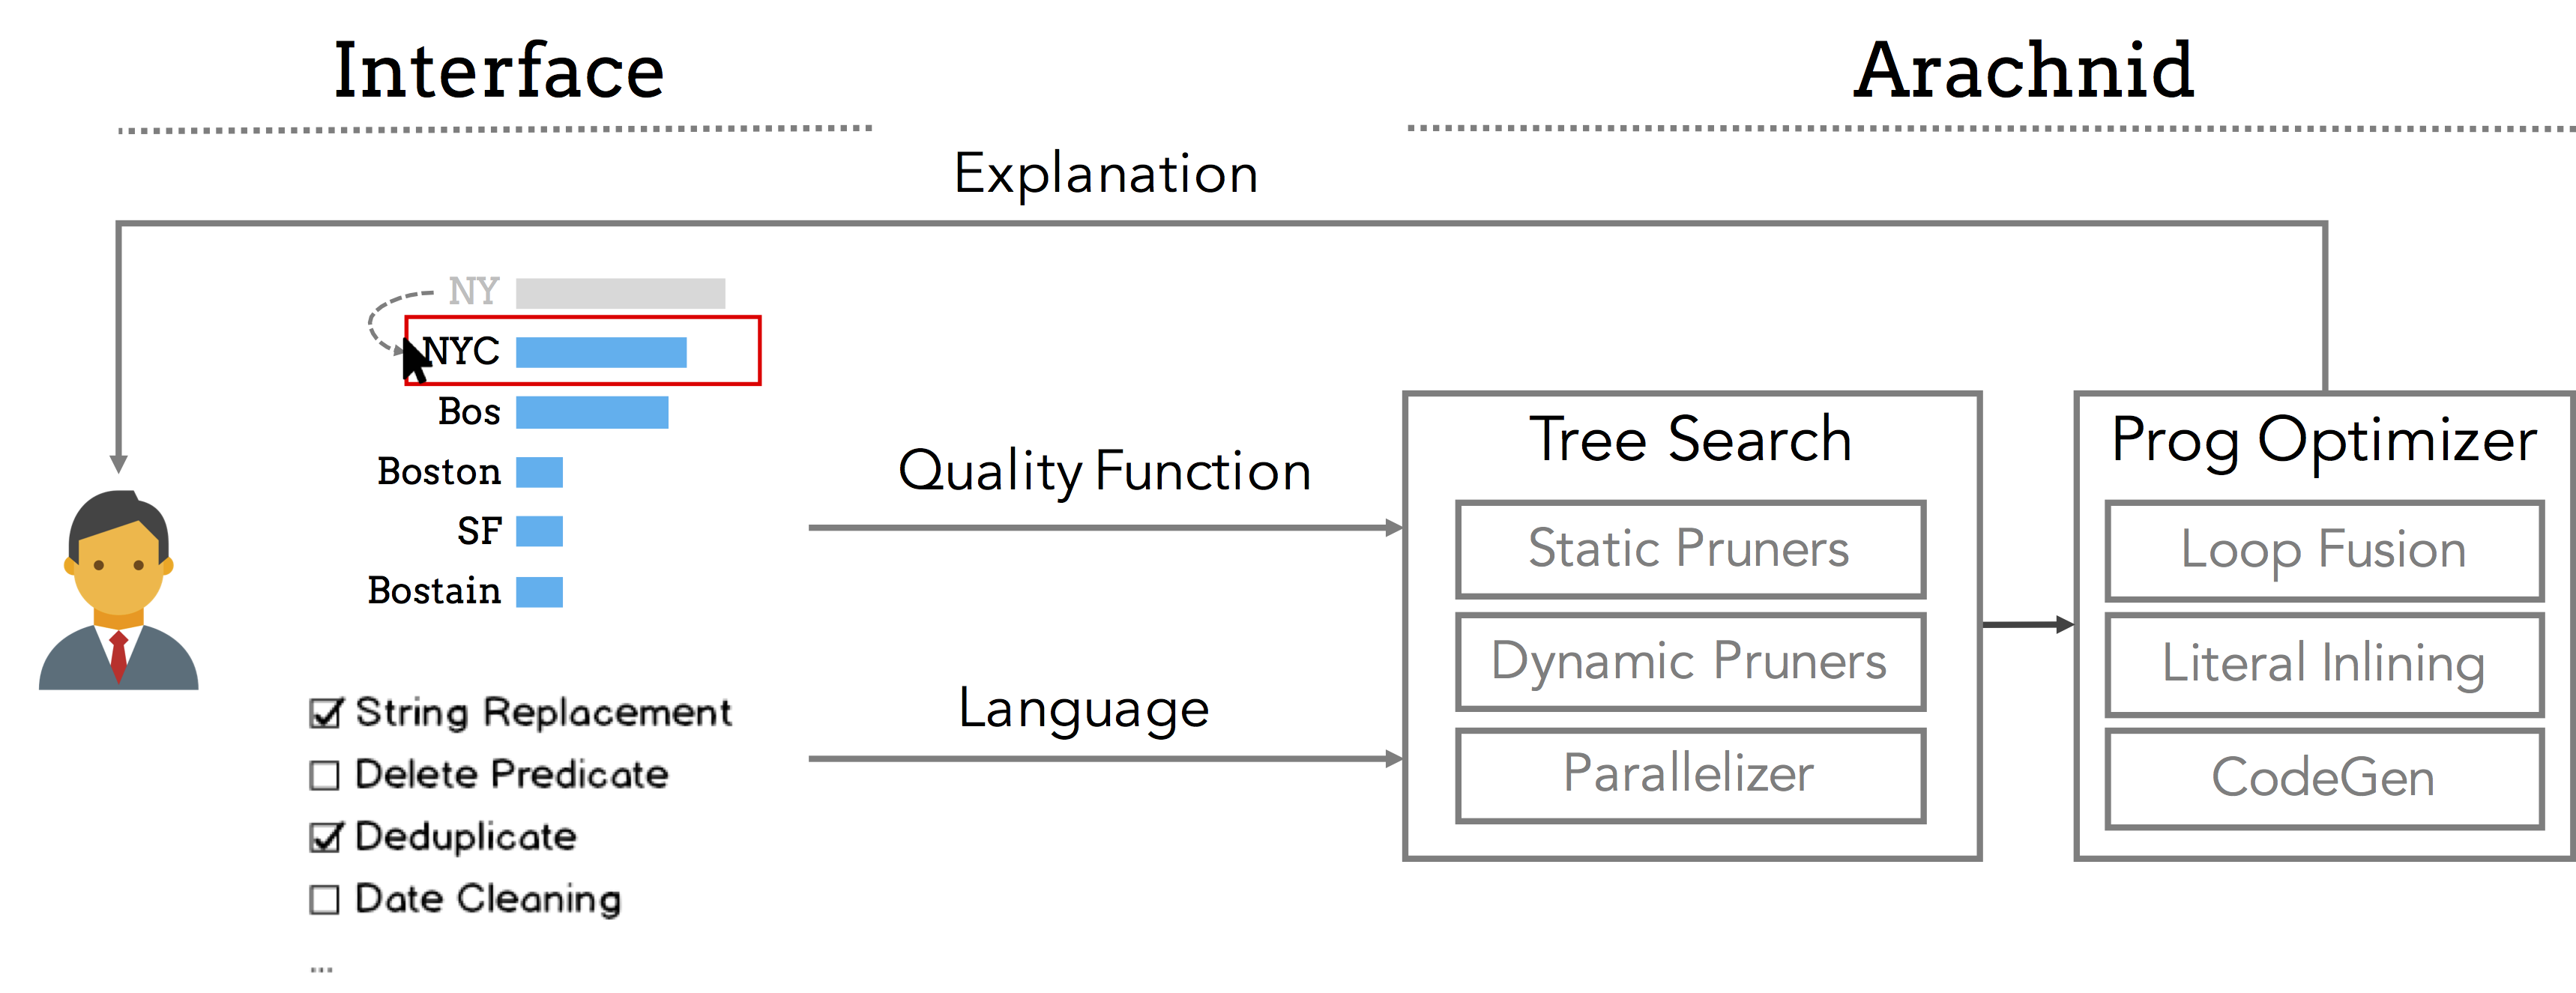 Interface
Arachnid
Explanation
NY
NYC
Bos
Boston
SF
Bostain
String Replacement
Delete Predicate
Deduplicate
Date Cleaning
...
Quality Function
Language
Tree Search
Static Pruners
Dynamic Pruners
Parallelizer
Prog Optimizer
Loop Fusion
Literal Inlining
CodeGen